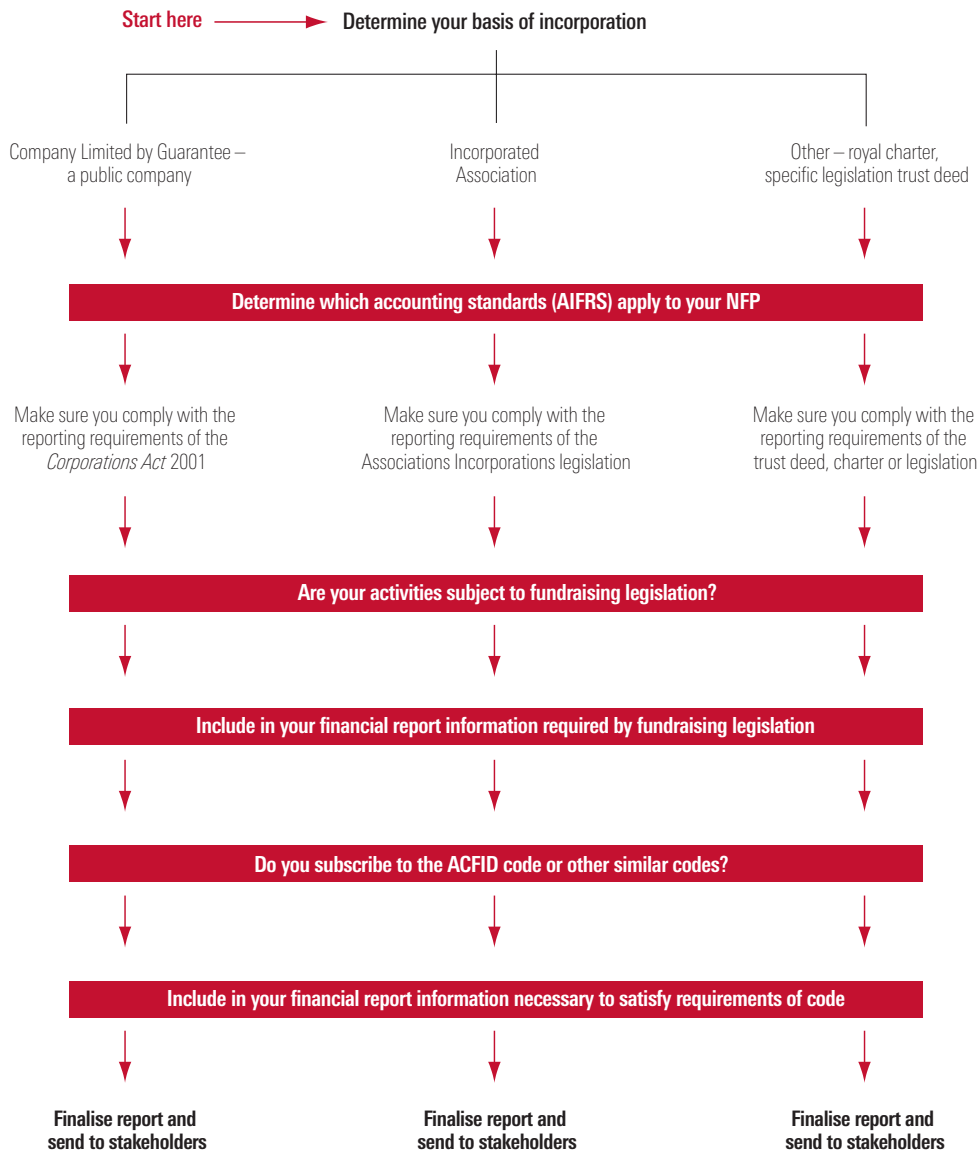 Start here
Determine your basis of incorporation
Company Limited by Guarantee –
a public company
Incorporated
Association
Other – royal charter,
specific legislation trust deed
Determine which accounting standards (AIFRS) apply to your NFP
Make sure you comply with the
reporting requirements of the
Corporations Act 2001
Make sure you comply with the
reporting requirements of the
Associations Incorporations legislation
Make sure you comply with the
reporting requirements of the
trust deed, charter or legislation
Are your activities subject to fundraising legislation?
Include in your financial report information required by fundraising legislation
Do you subscribe to the ACFID code or other similar codes?
Include in your financial report information necessary to satisfy requirements of code
Finalise report and
send to stakeholders
Finalise report and
send to stakeholders
Finalise report and
send to stakeholders